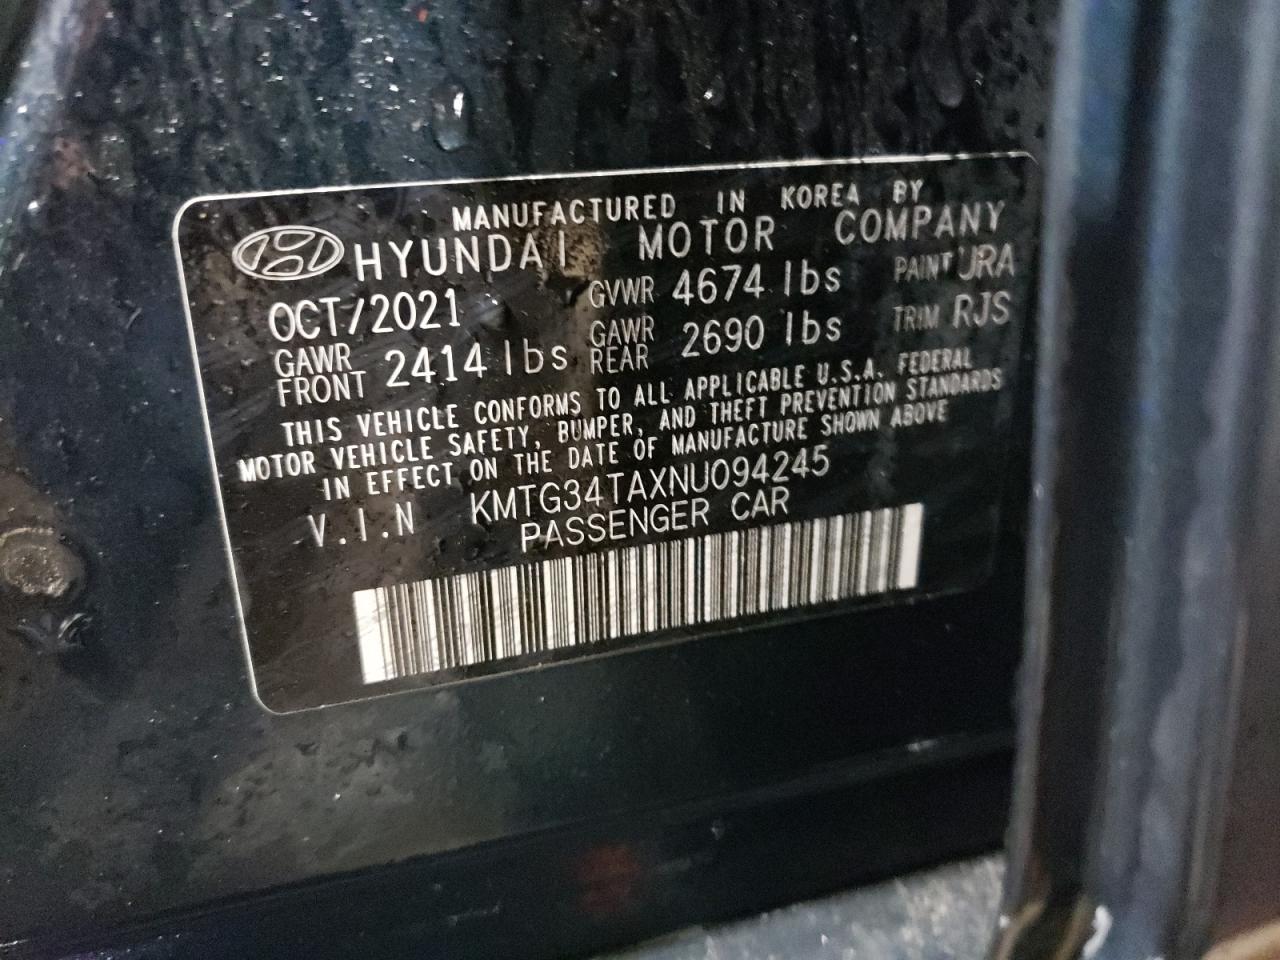 MANUFACTURED IN KOREA BY
HYUNDAI MOTOR COMPANY
OCT/2021 GVWR 4674 lbs PAINT URA
GAWR FRONT 2414 lbs GAWR REAR 2690 lbs TRIM RJS
THIS VEHICLE CONFORMS TO ALL APPLICABLE U.S.A. FEDERAL
MOTOR VEHICLE SAFETY, BUMPER, AND THEFT PREVENTION STANDARDS
IN EFFECT ON THE DATE OF MANUFACTURE SHOWN ABOVE
V.I.N KMTG34TAXNU094245
PASSENGER CAR